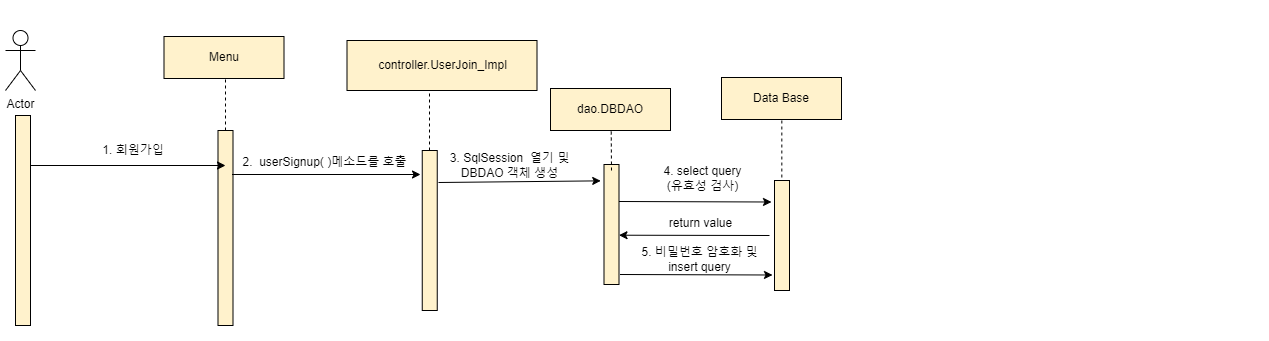 Actor
Menu
controller.UserJoin_Impl
dao.DBDAO
Data Base
1. 회원가입
2. userSignup( )메소드를 호출
3. SqlSession 열기 및
DBDAO 객체 생성
4. select query
(유효성 검사)
return value
5. 비밀번호 암호화 및
insert query